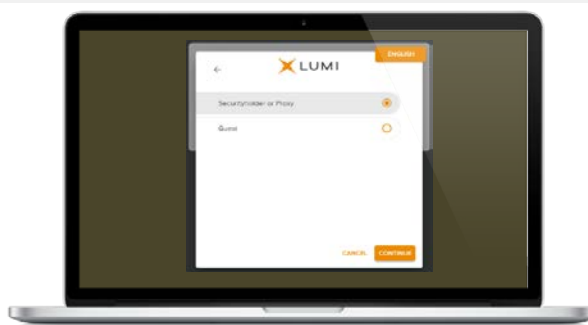 ENGLISH
LUMI
Securityholder or Proxy
Guest
CANCEL
CONTINUE